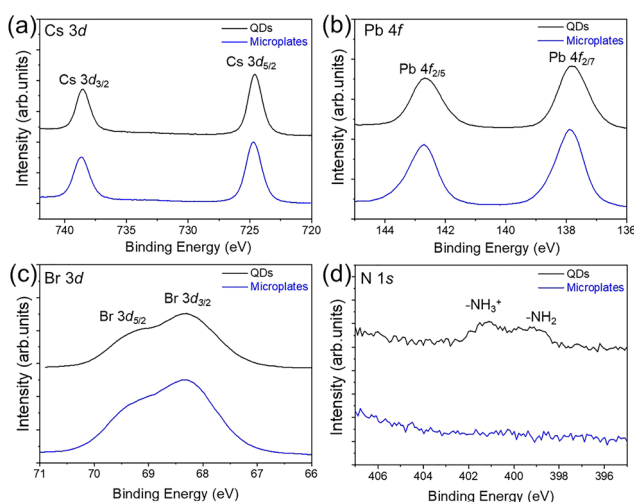 (a) Cs 3d
QDs
Microplates
Cs 3d3/2
Cs 3d5/2
Intensity (arb.units)
740 735 730 725 720
Binding Energy (eV)
(b) Pb 4f
QDs
Microplates
Pb 4f2/5
Pb 4f2/7
Intensity (arb.units)
144 142 140 138 136
Binding Energy (eV)
(c) Br 3d
QDs
Microplates
Br 3d5/2
Br 3d3/2
Intensity (arb.units)
71 70 69 68 67 66
Binding Energy (eV)
(d) N 1s
QDs
Microplates
-NH3+
-NH2
Intensity (arb.units)
406 404 402 400 398 396
Binding Energy (eV)